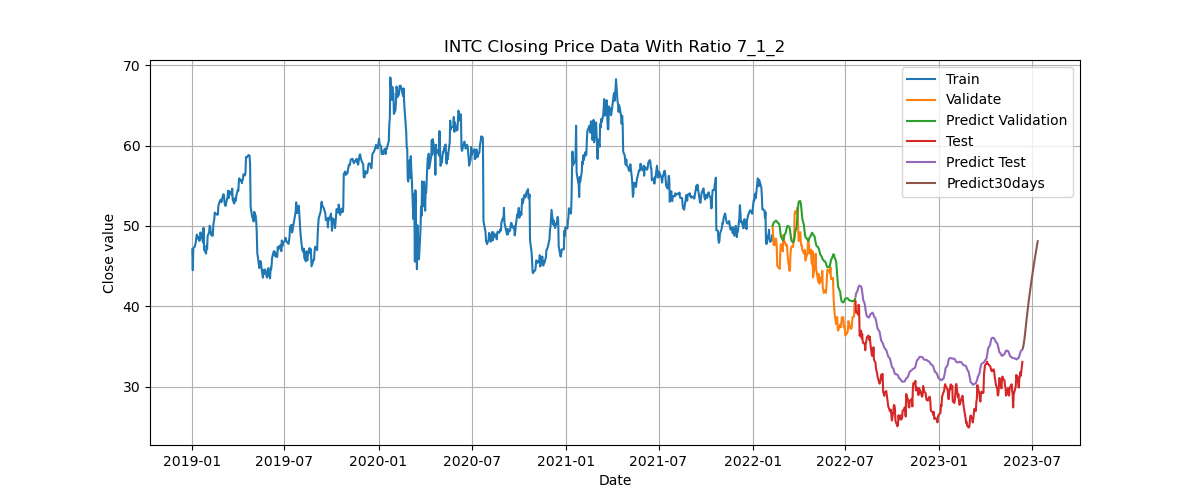 INTC Closing Price Data With Ratio 7_1_2
Train
Validate
Predict Validation
Test
Predict Test
Predict30days
Close value
70
60
50
40
30
2019-01
2019-07
2020-01
2020-07
2021-01
2021-07
2022-01
2022-07
2023-01
2023-07
Date